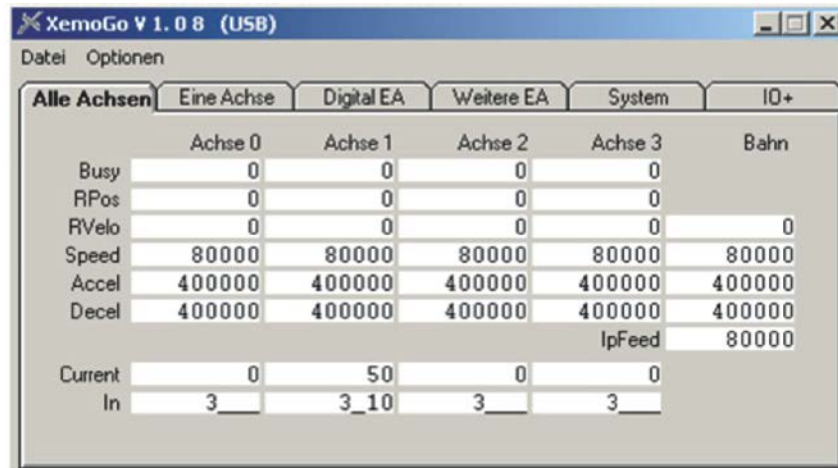 XemoGo V 1. 0 8 (USB)
Datei Optionen
Alle Achsen Eine Achse Digital EA Weitere EA System IO+
Achse 0 Achse 1 Achse 2 Achse 3 Bahn
Busy 0 0 0 0
RPos 0 0 0 0
RVelo 0 0 0 0 0
Speed 80000 80000 80000 80000 80000
Accel 400000 400000 400000 400000 400000
Decel 400000 400000 400000 400000 400000
IpFeed 80000
Current 0 50 0 0
In 3___ 3_10 3___ 3___